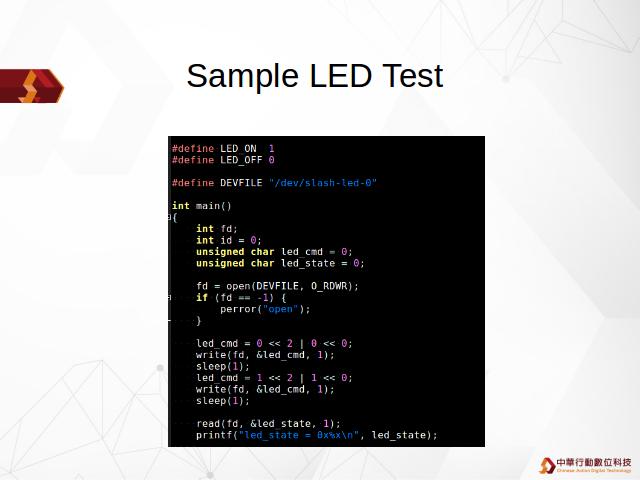 Sample LED Test
#define LED_ON  1
#define LED_OFF 0
#define DEVFILE "/dev/slash-led-0"
int main()
{
    int fd;
    int id = 0;
    unsigned char led_cmd = 0;
    unsigned char led_state = 0;
    fd = open(DEVFILE, O_RDWR);
    if (fd == -1) {
        perror("open");
    }
    led_cmd = 0 << 2 | 0 << 0;
    write(fd, &led_cmd, 1);
    sleep(1);
    led_cmd = 1 << 2 | 1 << 0;
    write(fd, &led_cmd, 1);
    sleep(1);
    read(fd, &led_state, 1);
    printf("led_state = 0x%x\n", led_state);
中華行動數位科技
Chinese Action Digital Technology